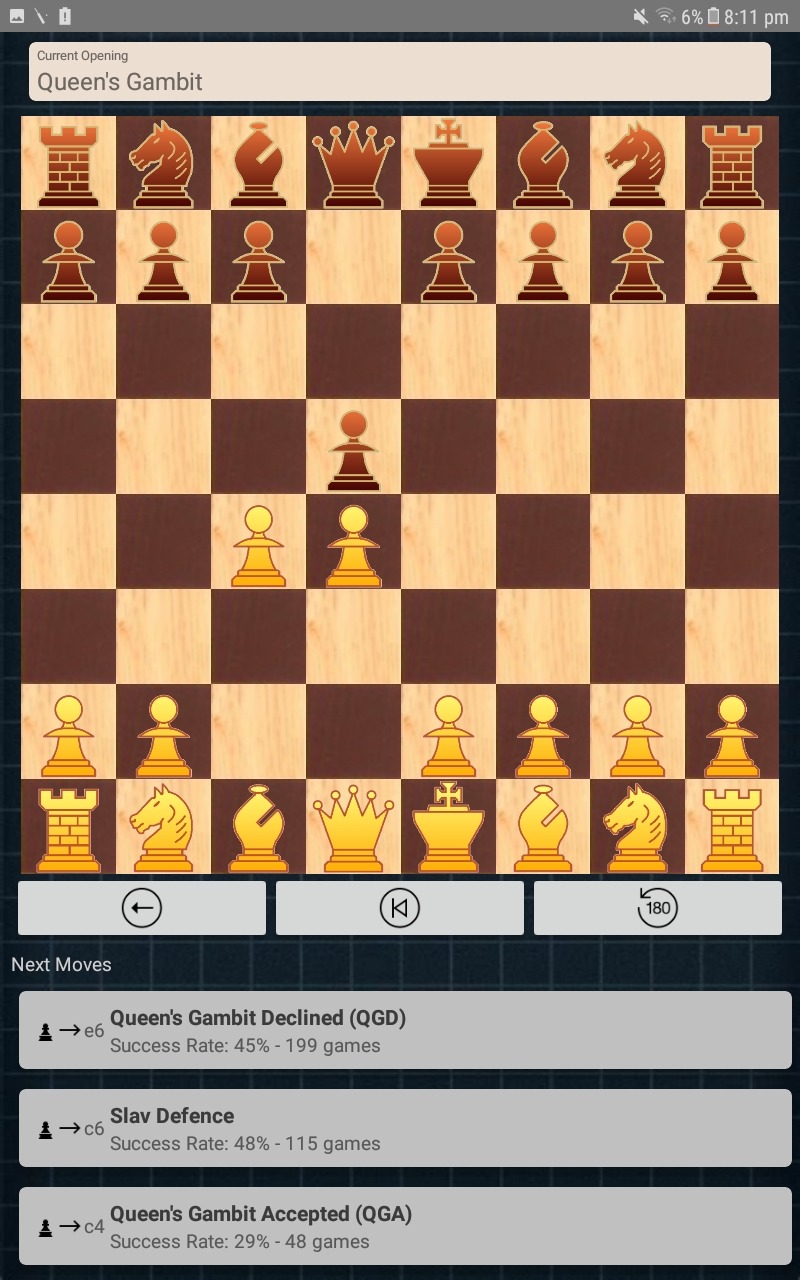 6% 8:11 pm
Current Opening
Queen's Gambit
180
Next Moves
e6 Queen's Gambit Declined (QGD)
Success Rate: 45% - 199 games
c6 Slav Defence
Success Rate: 48% - 115 games
c4 Queen's Gambit Accepted (QGA)
Success Rate: 29% - 48 games